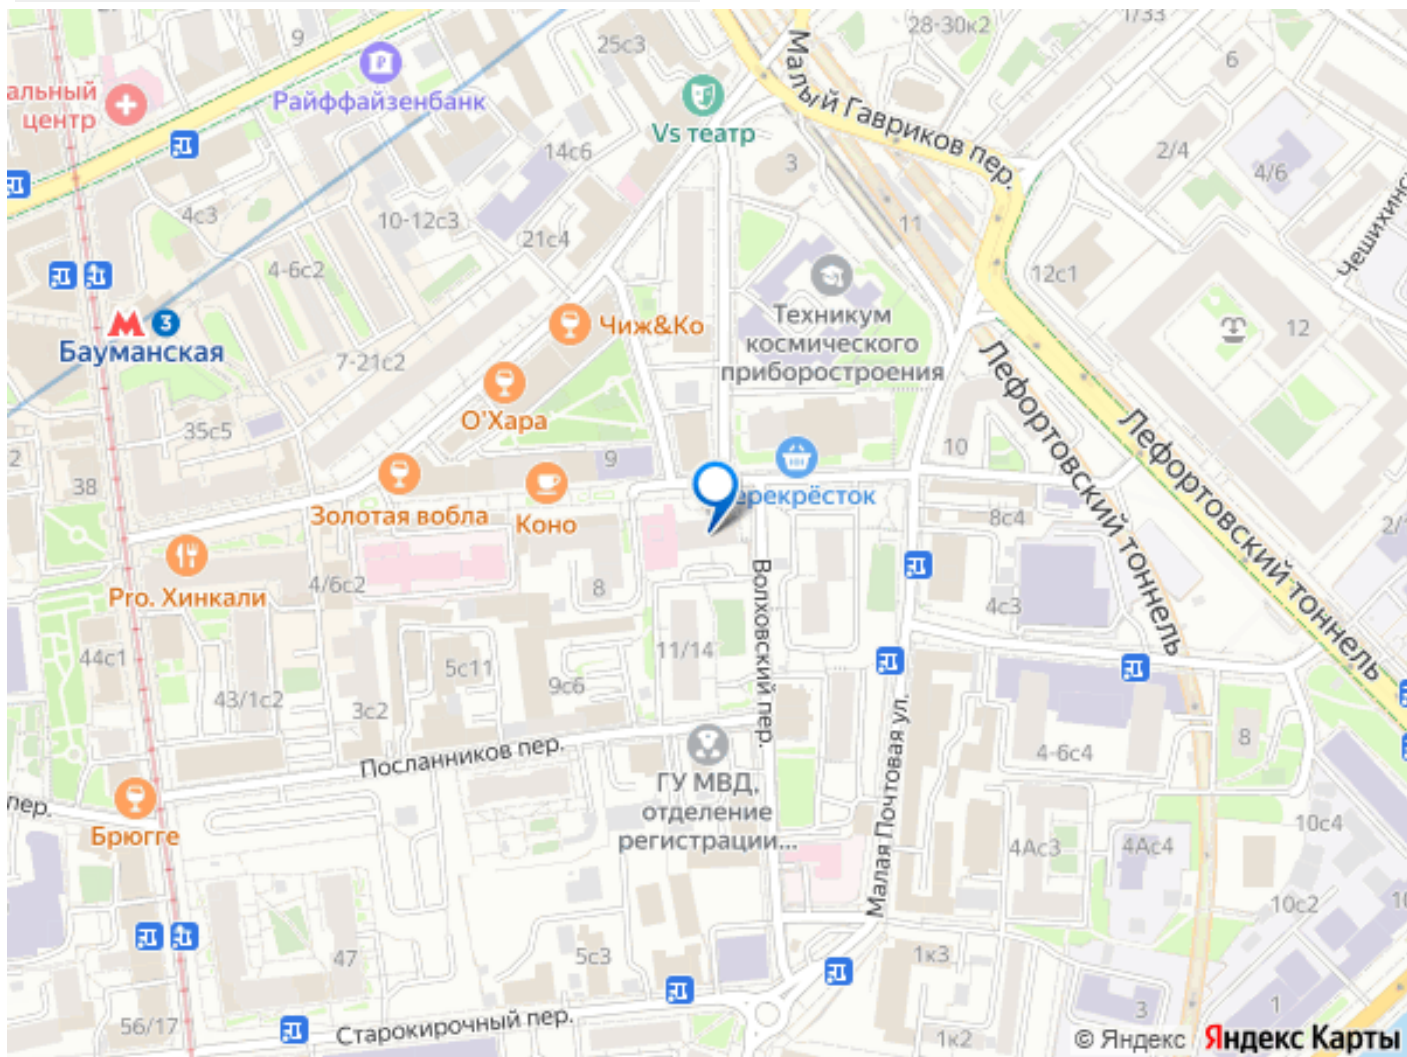 9
Райффайзенбанк
альный
центр
25с3
Vs театр
Малый Гавриков пер.
28-30к2
1/33
6
2/4
4/6
14с6
3
4с3
10-12с3
21с4
11
4-6с2
12с1
12
3
Бауманская
7-21с2
Чиж&Ко
О'Хара
Техникум
космического
приборостроения
35с5
2
38
9
10
Золотая вобла
Коно
ерекрёсток
8с4
Лефортовский тоннель
Лефортовский тоннель
2/
Pro. Хинкали
4/6с2
8
4с3
Волховский пер.
44с1
43/1с2
5с11
3с2
9с6
11/14
Посланников пер.
ГУ МВД,
отделение
регистрации...
Малая Почтовая ул.
4-6с4
8
пер.
Брюгге
4Ас3
4Ас4
10с4
10с2
10
47
5с3
1к3
56/17
Старокирочный пер.
1к2
3
1
© Яндекс
Яндекс Карты